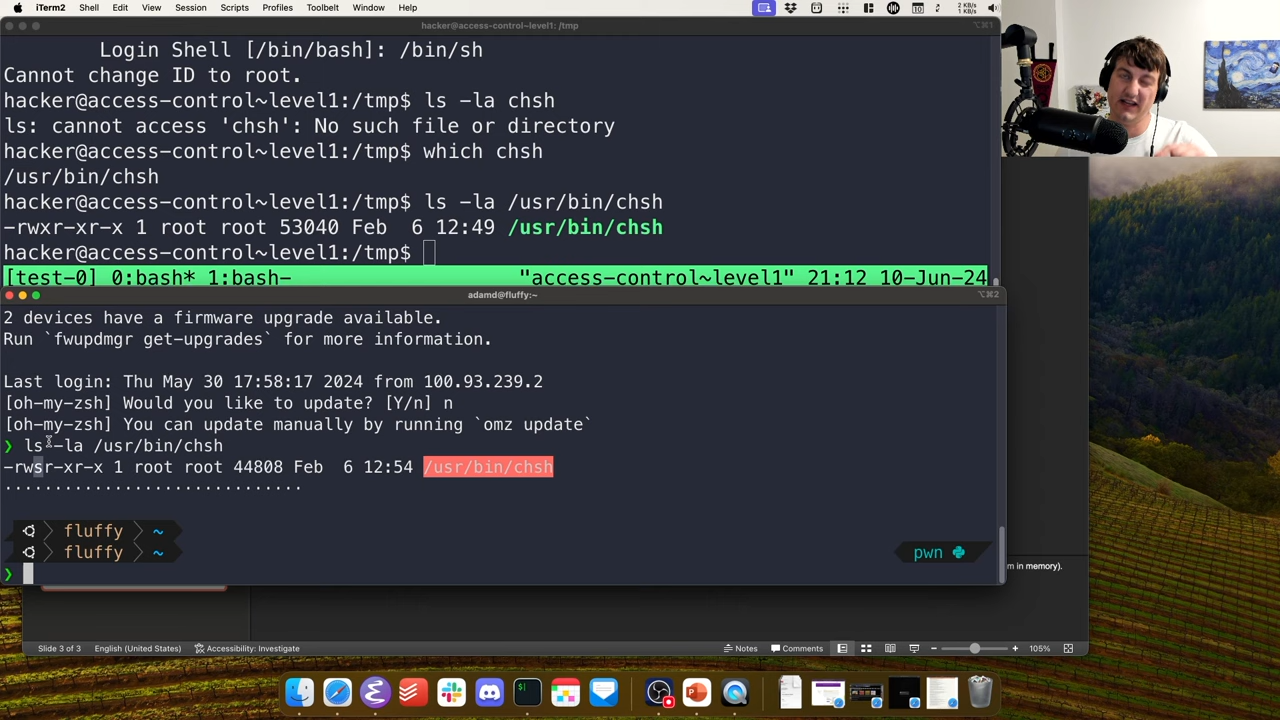 iTerm2 Shell Edit View Session Scripts Profiles Toolbelt Window Help
2 KB/s
1 KB/s
hacker@access-control~level1: /tmp
⌥⌘1
Login Shell [/bin/bash]: /bin/sh
Cannot change ID to root.
hacker@access-control~level1:/tmp$ ls -la chsh
ls: cannot access 'chsh': No such file or directory
hacker@access-control~level1:/tmp$ which chsh
/usr/bin/chsh
hacker@access-control~level1:/tmp$ ls -la /usr/bin/chsh
-rwxr-xr-x 1 root root 53040 Feb  6 12:49 /usr/bin/chsh
hacker@access-control~level1:/tmp$
[test-0] 0:bash* 1:bash- "access-control~level1" 21:12 10-Jun-24
adamd@fluffy:~
⌥⌘2
2 devices have a firmware upgrade available.
Run `fwupdmgr get-upgrades` for more information.
Last login: Thu May 30 17:58:17 2024 from 100.93.239.2
[oh-my-zsh] Would you like to update? [Y/n] n
[oh-my-zsh] You can update manually by running `omz update`
❯ ls -la /usr/bin/chsh
-rwsr-xr-x 1 root root 44808 Feb  6 12:54 /usr/bin/chsh
..............................
fluffy ~
fluffy ~ pwn
❯
m in memory).
Slide 3 of 3 English (United States) Accessibility: Investigate Notes Comments 105%